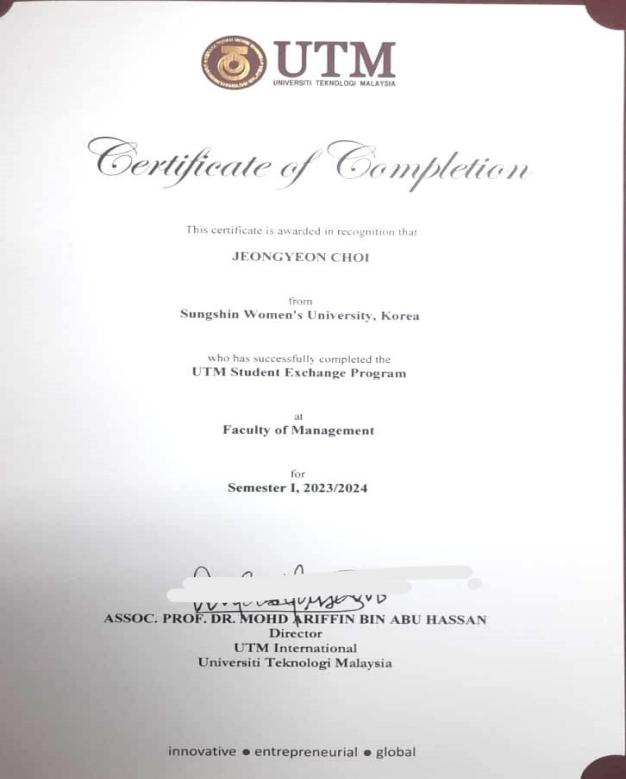 UTM
UNIVERSITI TEKNOLOGI MALAYSIA
Certificate of Completion
This certificate is awarded in recognition that
JEONGYEON CHOI
from
Sungshin Women's University, Korea
who has successfully completed the
UTM Student Exchange Program
at
Faculty of Management
for
Semester I, 2023/2024
ASSOC. PROF. DR. MOHD ARIFFIN BIN ABU HASSAN
Director
UTM International
Universiti Teknologi Malaysia
innovative ● entrepreneurial ● global